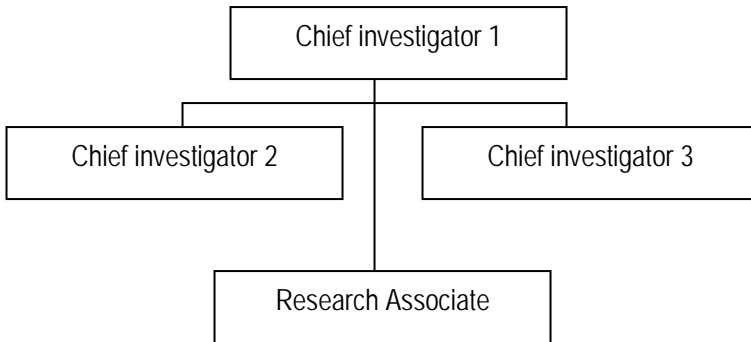 Chief investigator 1
Chief investigator 2
Chief investigator 3
Research Associate